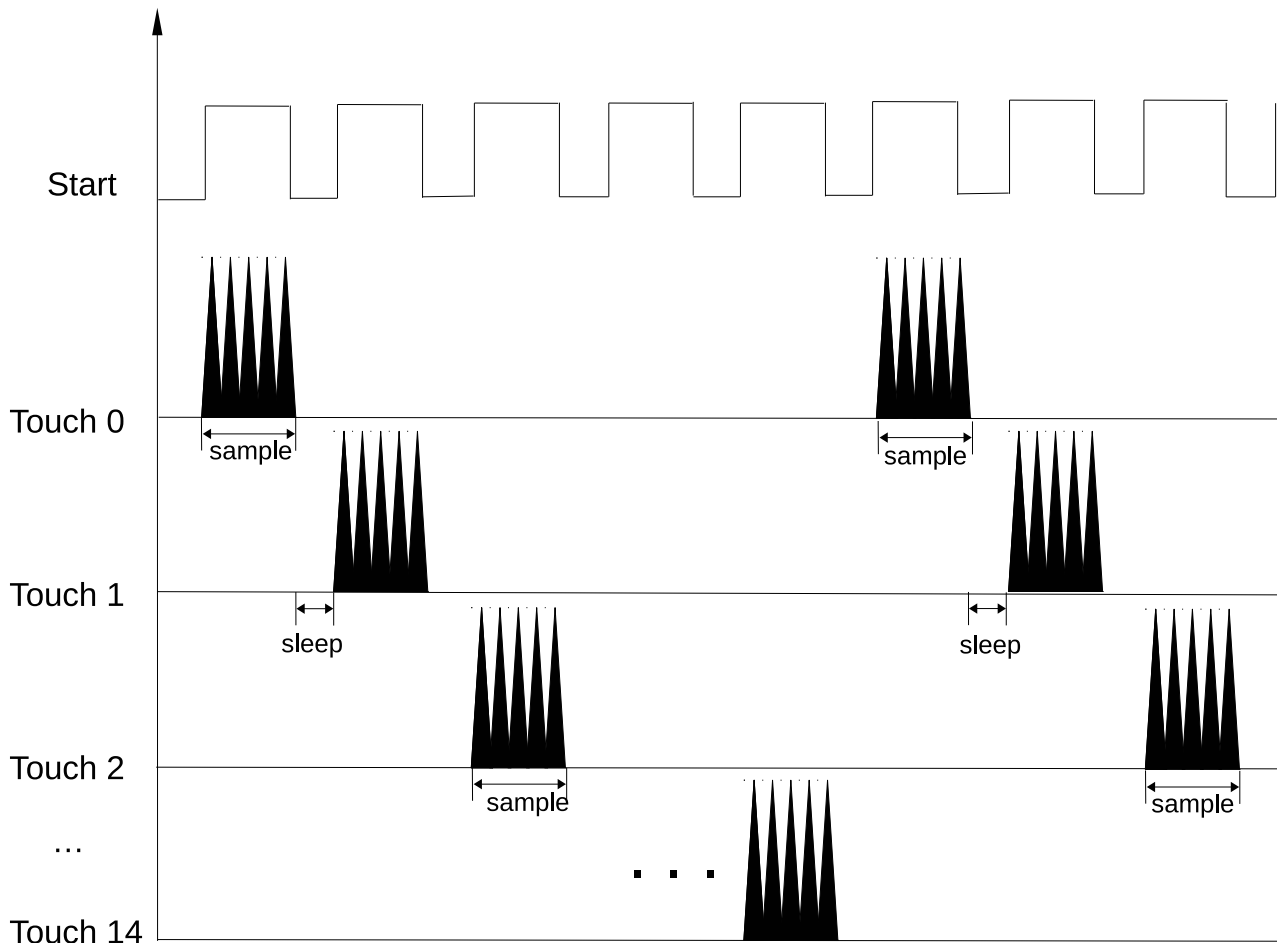 Start
Touch 0
sample
sample
Touch 1
sleep
sleep
Touch 2
sample
sample
...
. . .
Touch 14